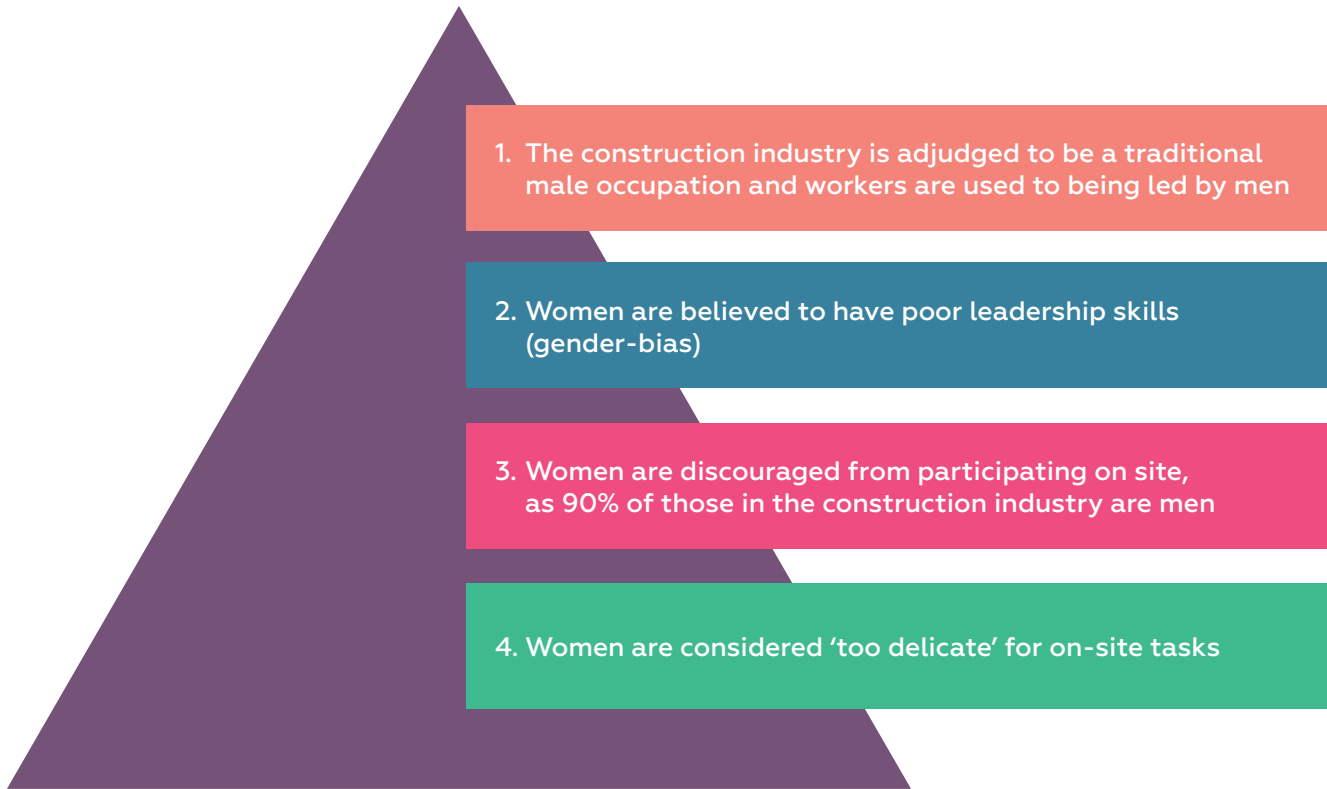 1. The construction industry is adjudged to be a traditional
male occupation and workers are used to being led by men
2. Women are believed to have poor leadership skills
(gender-bias)
3. Women are discouraged from participating on site,
as 90% of those in the construction industry are men
4. Women are considered ‘too delicate’ for on-site tasks